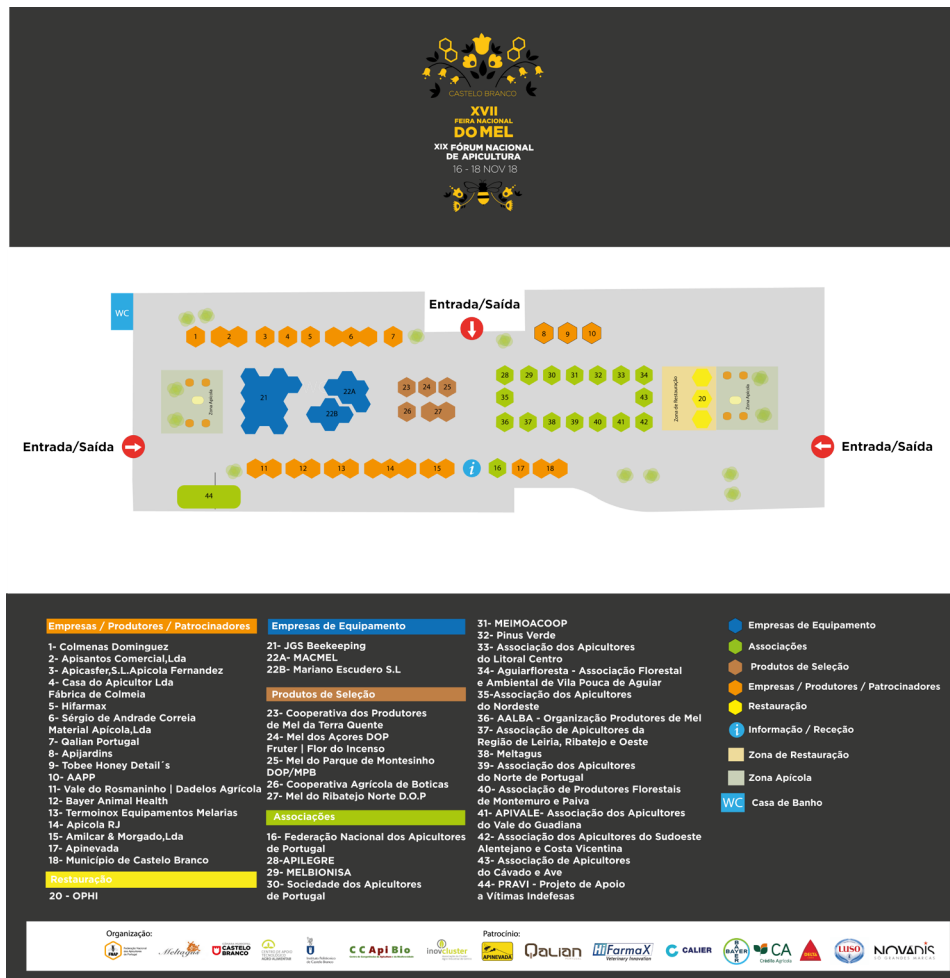 CASTELO BRANCO
XVII
FEIRA NACIONAL
DO MEL
XIX FÓRUM NACIONAL
DE APICULTURA
16 - 18 NOV 18
Entrada/Saída
WC
1 2 3 4 5 6 7
8 9 10
21
22A
22B
23 24 25
26 27
28 29 30 31 32 33 34
35 43
36 37 38 39 40 41 42
Zona Apícola
Zona de Restauração
20
Zona Apícola
Entrada/Saída
Entrada/Saída
11 12 13 14 15 i 16 17 18
44
Empresas / Produtores / Patrocinadores
1- Colmenas Dominguez
2- Apisantos Comercial,Lda
3- Apicasfer,S.L.Apicola Fernandez
4- Casa do Apicultor Lda
Fábrica de Colmeia
5- Hifarmax
6- Sérgio de Andrade Correia
Material Apícola,Lda
7- Qalian Portugal
8- Apijardins
9- Tobee Honey Detail´s
10- AAPP
11- Vale do Rosmaninho | Dadelos Agrícola
12- Bayer Animal Health
13- Termoinox Equipamentos Melarias
14- Apicola RJ
15- Amilcar & Morgado,Lda
17- Apinevada
18- Município de Castelo Branco
Restauração
20 - OPHI
Empresas de Equipamento
21- JGS Beekeeping
22A- MACMEL
22B- Mariano Escudero S.L
Produtos de Seleção
23- Cooperativa dos Produtores
de Mel da Terra Quente
24- Mel dos Açores DOP
Fruter | Flor do Incenso
25- Mel do Parque de Montesinho
DOP/MPB
26- Cooperativa Agrícola de Boticas
27- Mel do Ribatejo Norte D.O.P
Associações
16- Federação Nacional dos Apicultores
de Portugal
28-APILEGRE
29- MELBIONISA
30- Sociedade dos Apicultores
de Portugal
31- MEIMOACOOP
32- Pinus Verde
33- Associação dos Apicultores
do Litoral Centro
34- Aguiarfloresta - Associação Florestal
e Ambiental de Vila Pouca de Aguiar
35-Associação dos Apicultores
do Nordeste
36- AALBA - Organização Produtores de Mel
37- Associação de Apicultores da
Região de Leiria, Ribatejo e Oeste
38- Meltagus
39- Associação dos Apicultores
do Norte de Portugal
40- Associação de Produtores Florestais
de Montemuro e Paiva
41- APIVALE- Associação dos Apicultores
do Vale do Guadiana
42- Associação dos Apicultores do Sudoeste
Alentejano e Costa Vicentina
43- Associação de Apicultores
do Cávado e Ave
44- PRAVI - Projeto de Apoio
a Vítimas Indefesas
Empresas de Equipamento
Associações
Produtos de Seleção
Empresas / Produtores / Patrocinadores
Restauração
i Informação / Receção
Zona de Restauração
Zona Apícola
WC Casa de Banho
Organização:
FNAP
Meltagus
CASTELO
BRANCO
CCApiBio
inovcluster
Patrocínio:
APINEVADA
Qalian
HiFarmaX
Veterinary Innovation
CALIER
BAYER
CA
Crédito Agrícola
DELTA
LUSO
NOVADIS
SÓ GRANDES MARCAS